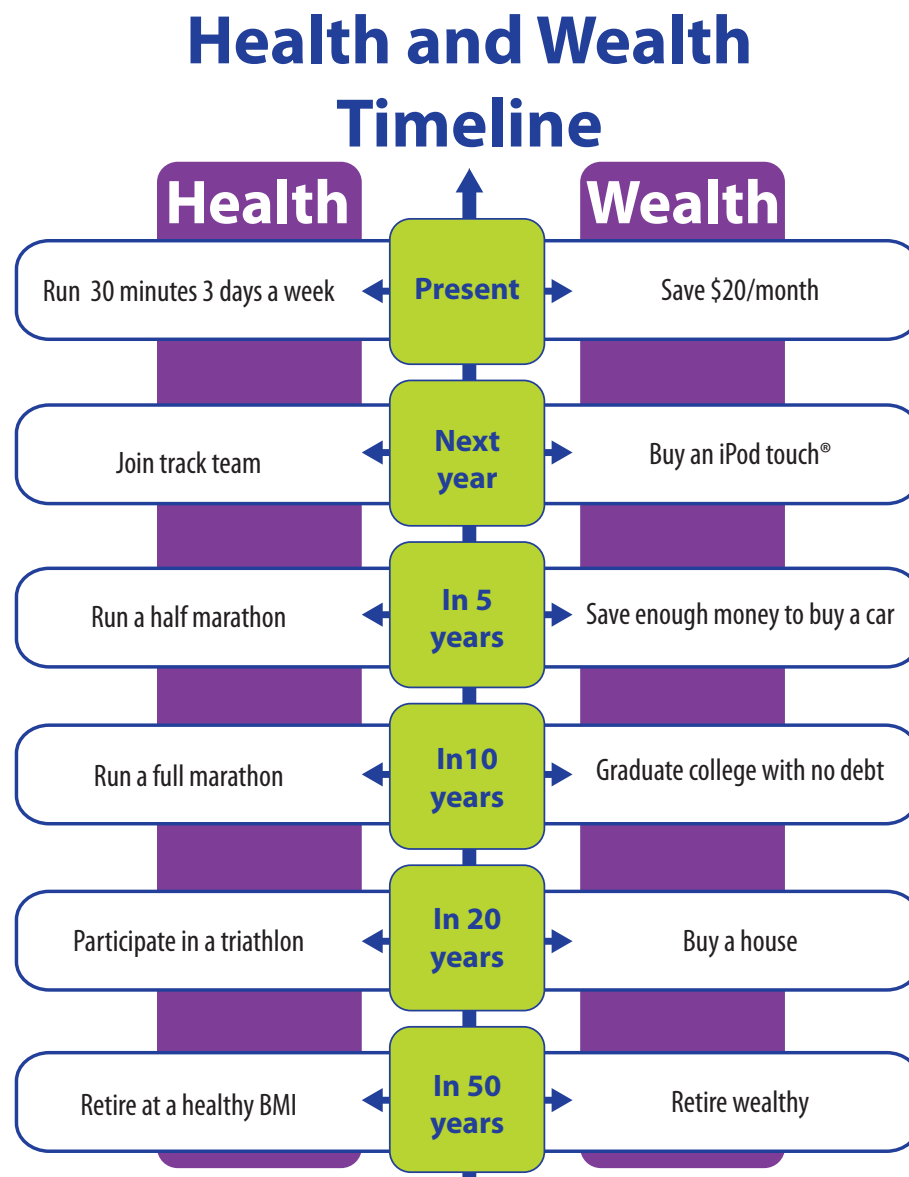 Health and Wealth
Timeline
Health
Wealth
Run 30 minutes 3 days a week
Present
Save $20/month
Join track team
Next
year
Buy an iPod touch®
Run a half marathon
In 5
years
Save enough money to buy a car
Run a full marathon
In10
years
Graduate college with no debt
Participate in a triathlon
In 20
years
Buy a house
Retire at a healthy BMI
In 50
years
Retire wealthy